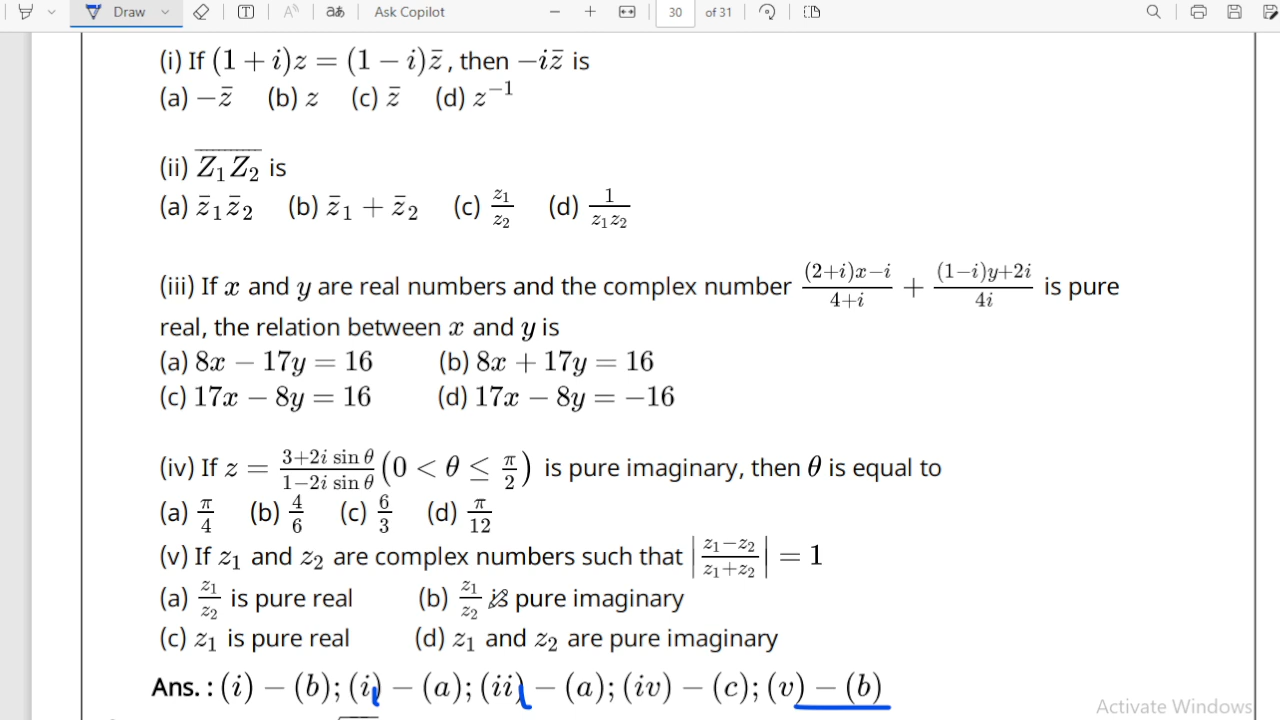 Draw
aあ
Ask Copilot
30 of 31
(i) If (1 + i)z = (1 − i)z̄, then −iz̄ is
(a) −z̄ (b) z (c) z̄ (d) z⁻¹
(ii) \overline{Z₁Z₂} is
(a) z̄₁z̄₂ (b) z̄₁ + z̄₂ (c) z₁/z₂ (d) 1/(z₁z₂)
(iii) If x and y are real numbers and the complex number ((2+i)x−i)/(4+i) + ((1−i)y+2i)/(4i) is pure
real, the relation between x and y is
(a) 8x − 17y = 16 (b) 8x + 17y = 16
(c) 17x − 8y = 16 (d) 17x − 8y = −16
(iv) If z = (3+2i sin θ)/(1−2i sin θ) (0 < θ ≤ π/2) is pure imaginary, then θ is equal to
(a) π/4 (b) 4/6 (c) 6/3 (d) π/12
(v) If z₁ and z₂ are complex numbers such that |(z₁−z₂)/(z₁+z₂)| = 1
(a) z₁/z₂ is pure real (b) z₁/z₂ is pure imaginary
(c) z₁ is pure real (d) z₁ and z₂ are pure imaginary
Ans. : (i) − (b); (i) − (a); (ii) − (a); (iv) − (c); (v) − (b)
Activate Windows